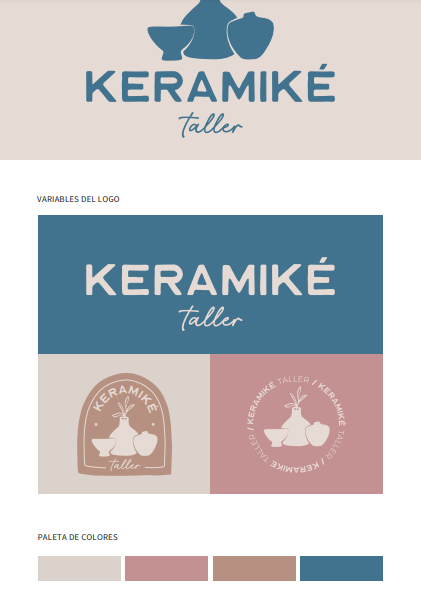 KERAMIKÉ
taller
VARIABLES DEL LOGO
KERAMIKÉ
taller
KERAMIKÉ
taller
/ KERAMIKÉ TALLER / KERAMIKÉ TALLER / KERAMIKÉ TALLER
PALETA DE COLORES